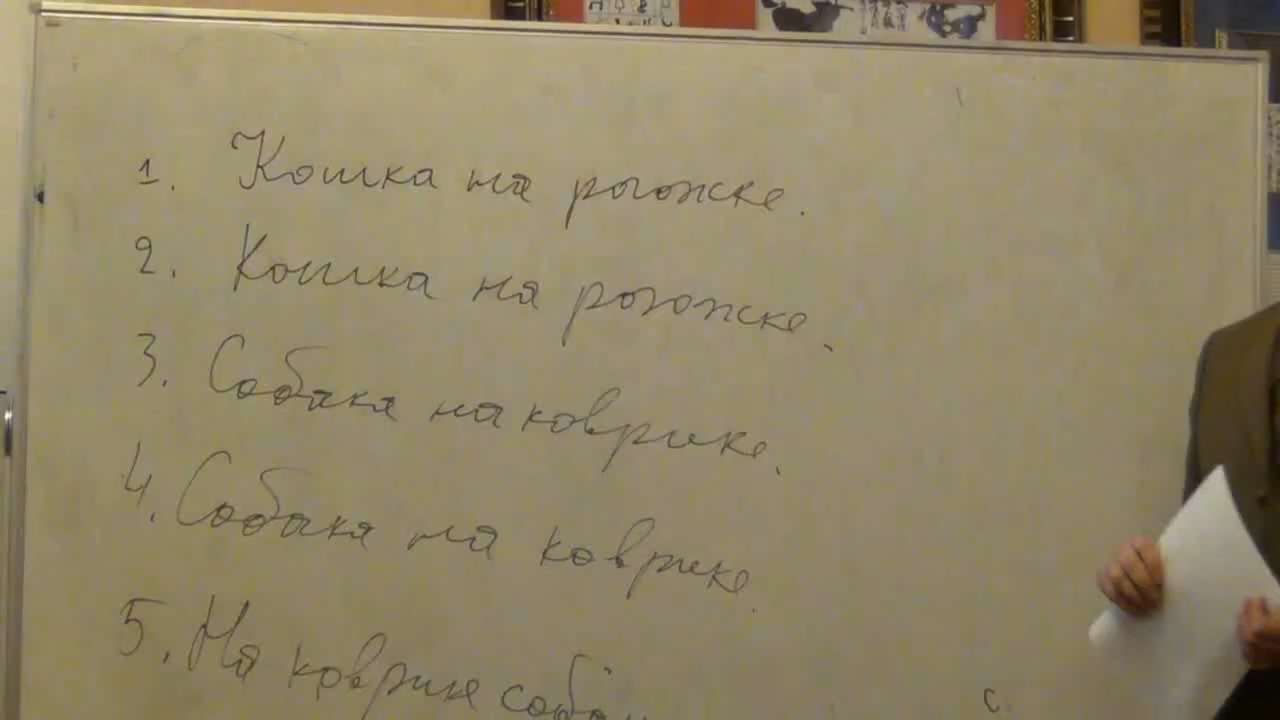 1. Кошка на рогожке.
2. Кошка на рогожке.
3. Собака на коврике.
4. Собака на коврике.
5. На коврике
с.